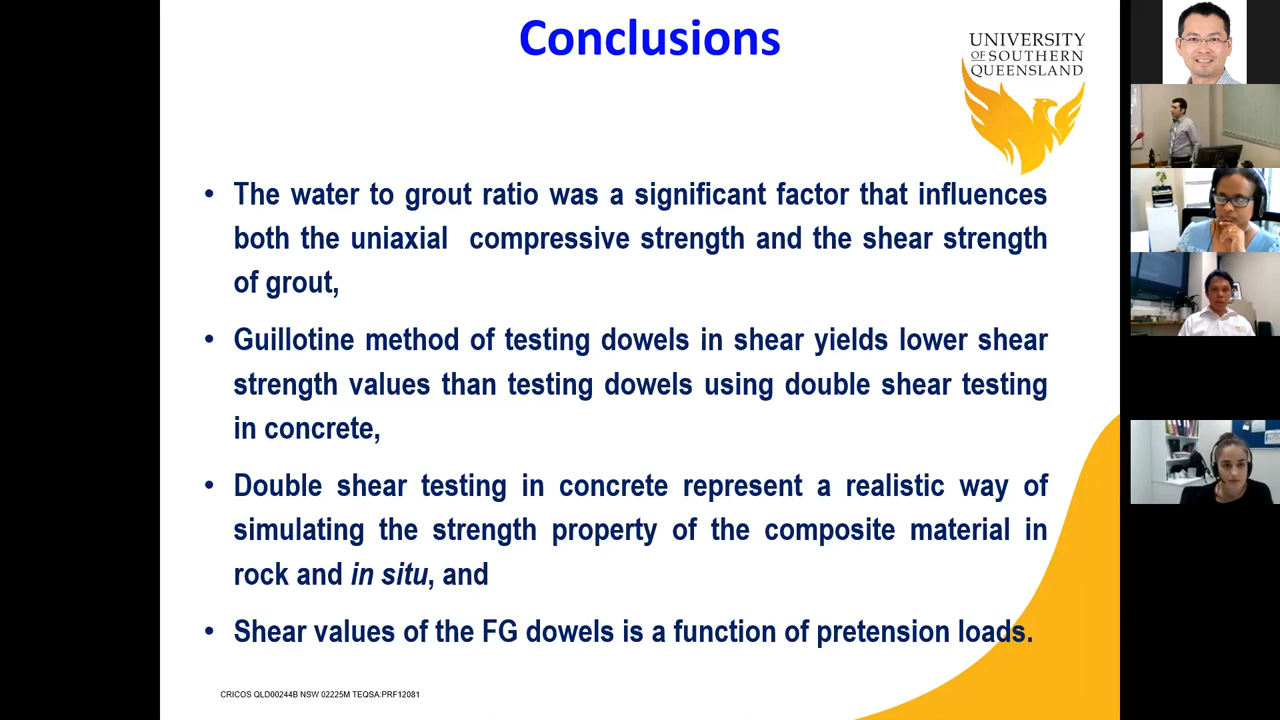 Conclusions
UNIVERSITY
OF SOUTHERN
QUEENSLAND
• The water to grout ratio was a significant factor that influences
both the uniaxial compressive strength and the shear strength
of grout,
• Guillotine method of testing dowels in shear yields lower shear
strength values than testing dowels using double shear testing
in concrete,
• Double shear testing in concrete represent a realistic way of
simulating the strength property of the composite material in
rock and in situ, and
• Shear values of the FG dowels is a function of pretension loads.
CRICOS QLD00244B NSW 02225M TEQSA:PRF12081